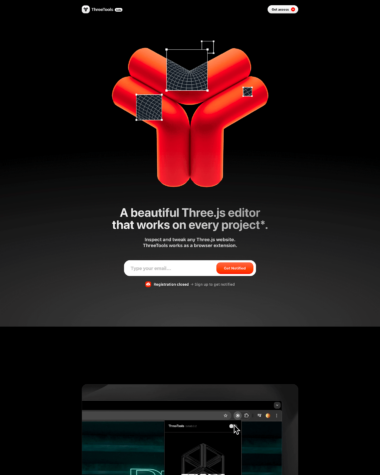 ThreeTools
Get access
A beautiful Three.js editor
that works on every project*.
Inspect and tweak any Three.js website.
ThreeTools works as a browser extension.
Type your email...
Get Notified
Registration closed
Sign up to get notified
ThreeTools